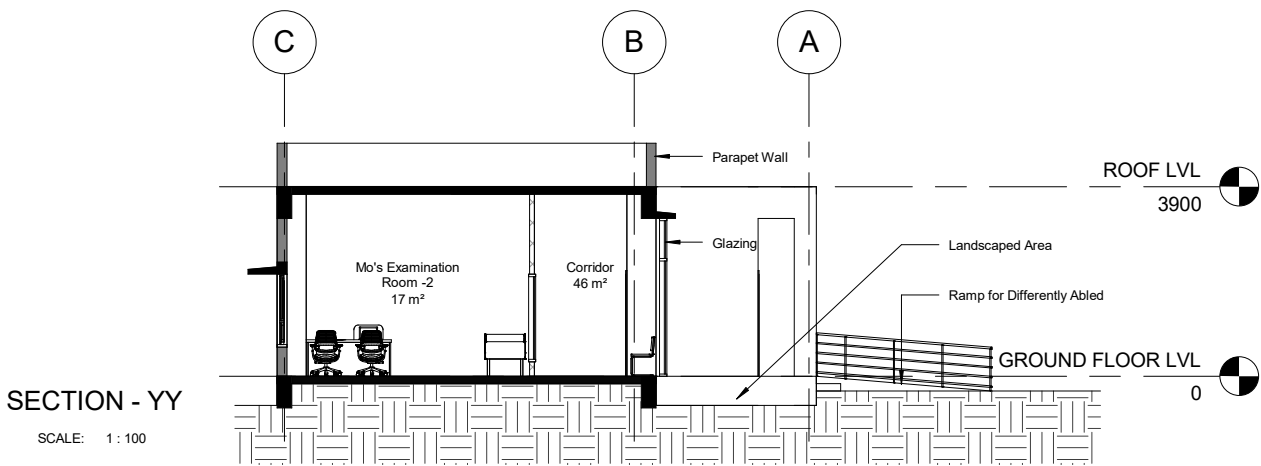 C
B
A
Parapet Wall
ROOF LVL
3900
Glazing
Landscaped Area
Mo's Examination
Room -2
17 m²
Corridor
46 m²
Ramp for Differently Abled
GROUND FLOOR LVL
0
SECTION - YY
SCALE: 1 : 100